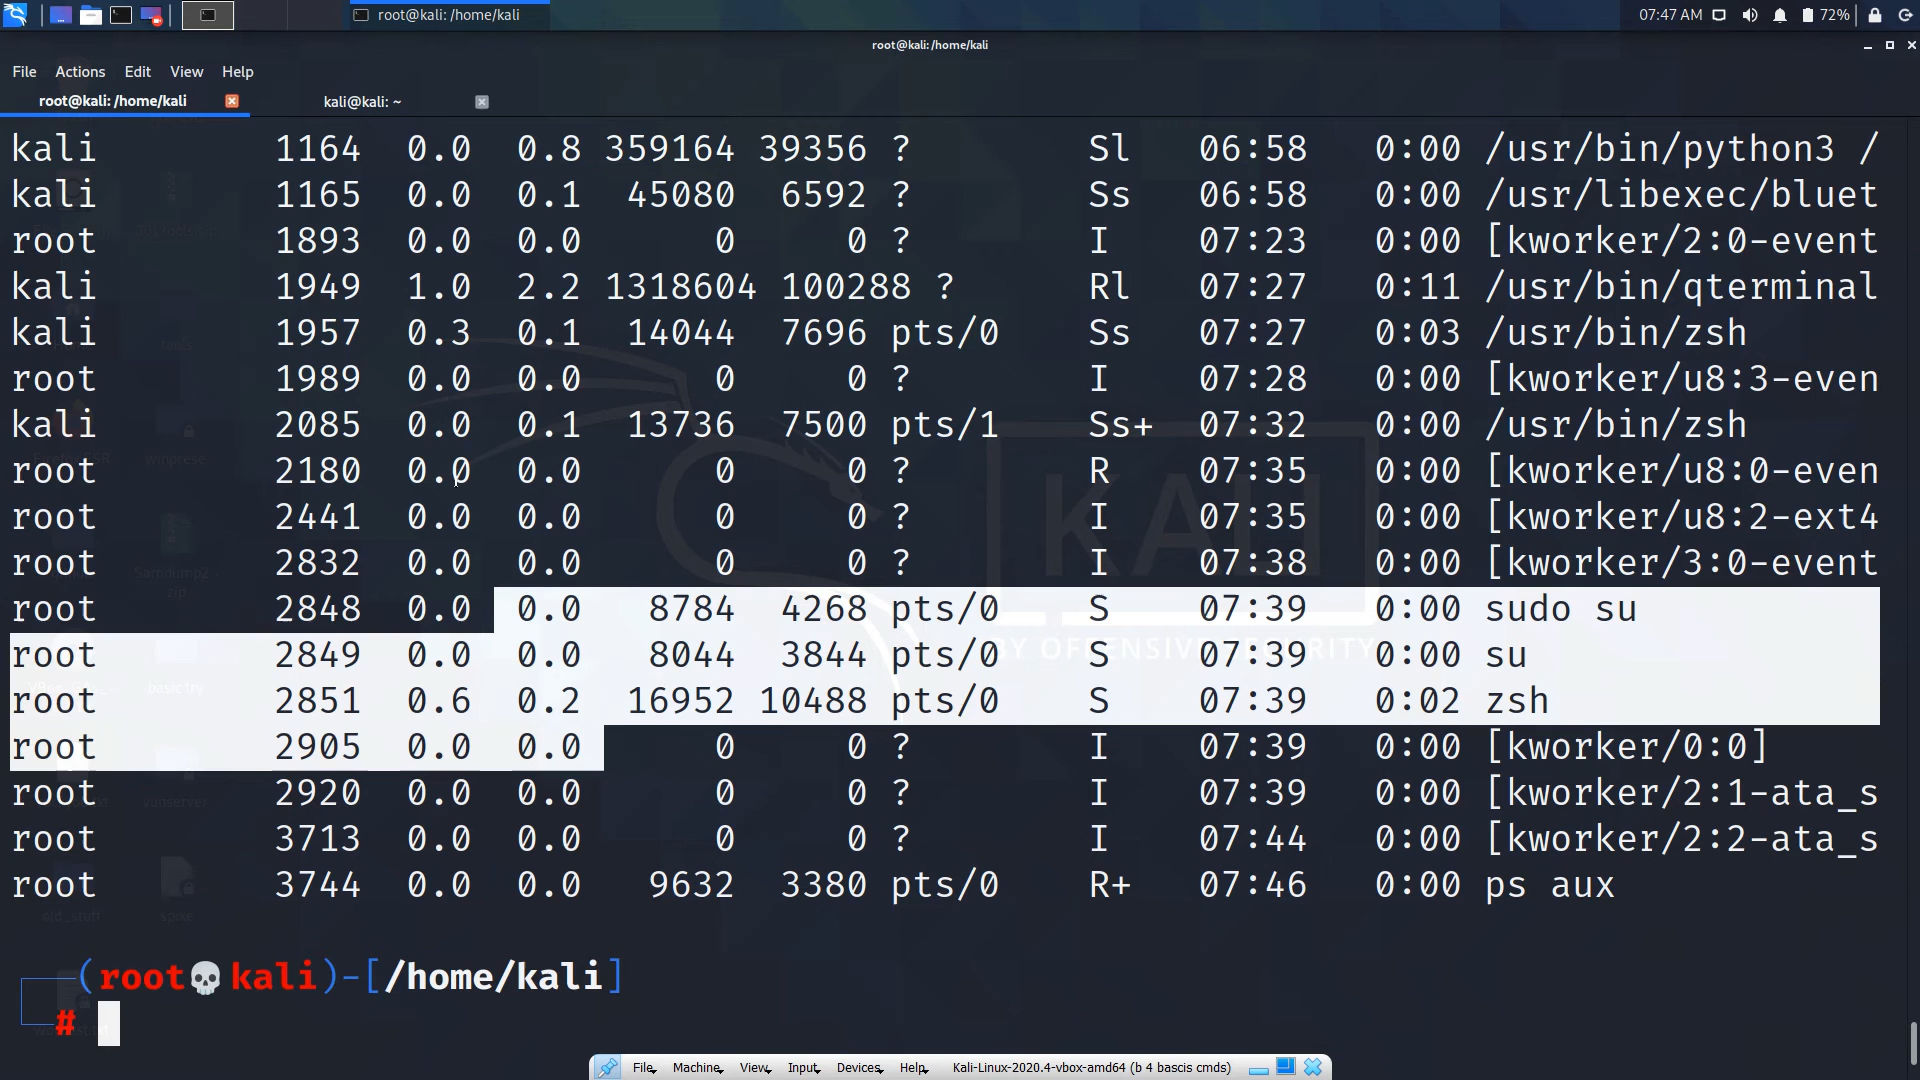 root@kali: /home/kali
07:47 AM 72%
root@kali: /home/kali
File Actions Edit View Help
root@kali: /home/kali kali@kali: ~
kali 1164 0.0 0.8 359164 39356 ? Sl 06:58 0:00 /usr/bin/python3 /
kali 1165 0.0 0.1 45080 6592 ? Ss 06:58 0:00 /usr/libexec/bluet
root 1893 0.0 0.0 0 0 ? I 07:23 0:00 [kworker/2:0-event
kali 1949 1.0 2.2 1318604 100288 ? Rl 07:27 0:11 /usr/bin/qterminal
kali 1957 0.3 0.1 14044 7696 pts/0 Ss 07:27 0:03 /usr/bin/zsh
root 1989 0.0 0.0 0 0 ? I 07:28 0:00 [kworker/u8:3-even
kali 2085 0.0 0.1 13736 7500 pts/1 Ss+ 07:32 0:00 /usr/bin/zsh
root 2180 0.0 0.0 0 0 ? R 07:35 0:00 [kworker/u8:0-even
root 2441 0.0 0.0 0 0 ? I 07:35 0:00 [kworker/u8:2-ext4
root 2832 0.0 0.0 0 0 ? I 07:38 0:00 [kworker/3:0-event
root 2848 0.0 0.0 8784 4268 pts/0 S 07:39 0:00 sudo su
root 2849 0.0 0.0 8044 3844 pts/0 S 07:39 0:00 su
root 2851 0.6 0.2 16952 10488 pts/0 S 07:39 0:02 zsh
root 2905 0.0 0.0 0 0 ? I 07:39 0:00 [kworker/0:0]
root 2920 0.0 0.0 0 0 ? I 07:39 0:00 [kworker/2:1-ata_s
root 3713 0.0 0.0 0 0 ? I 07:44 0:00 [kworker/2:2-ata_s
root 3744 0.0 0.0 9632 3380 pts/0 R+ 07:46 0:00 ps aux
(root💀kali)-[/home/kali]
#
KALI
BY OFFENSIVE SECURITY
File Machine View Input Devices Help Kali-Linux-2020.4-vbox-amd64 (b 4 bascis cmds)